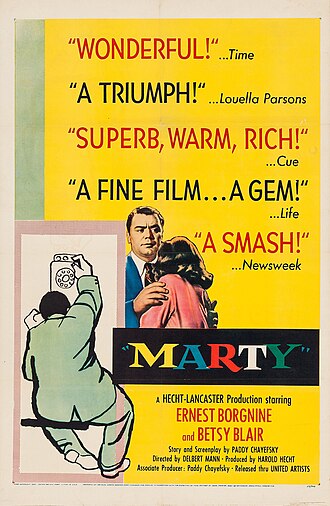 "WONDERFUL!" ...Time
"A TRIUMPH!" ...Louella Parsons
"SUPERB, WARM, RICH!"
...Cue
"A FINE FILM...A GEM!"
...Life
"A SMASH!"
...Newsweek
"MARTY"
A HECHT-LANCASTER Production starring
ERNEST BORGNINE
and BETSY BLAIR
Story and Screenplay by PADDY CHAYEFSKY
Directed by DELBERT MANN · Produced by HAROLD HECHT
Associate Producer: Paddy Chayefsky · Released thru UNITED ARTISTS